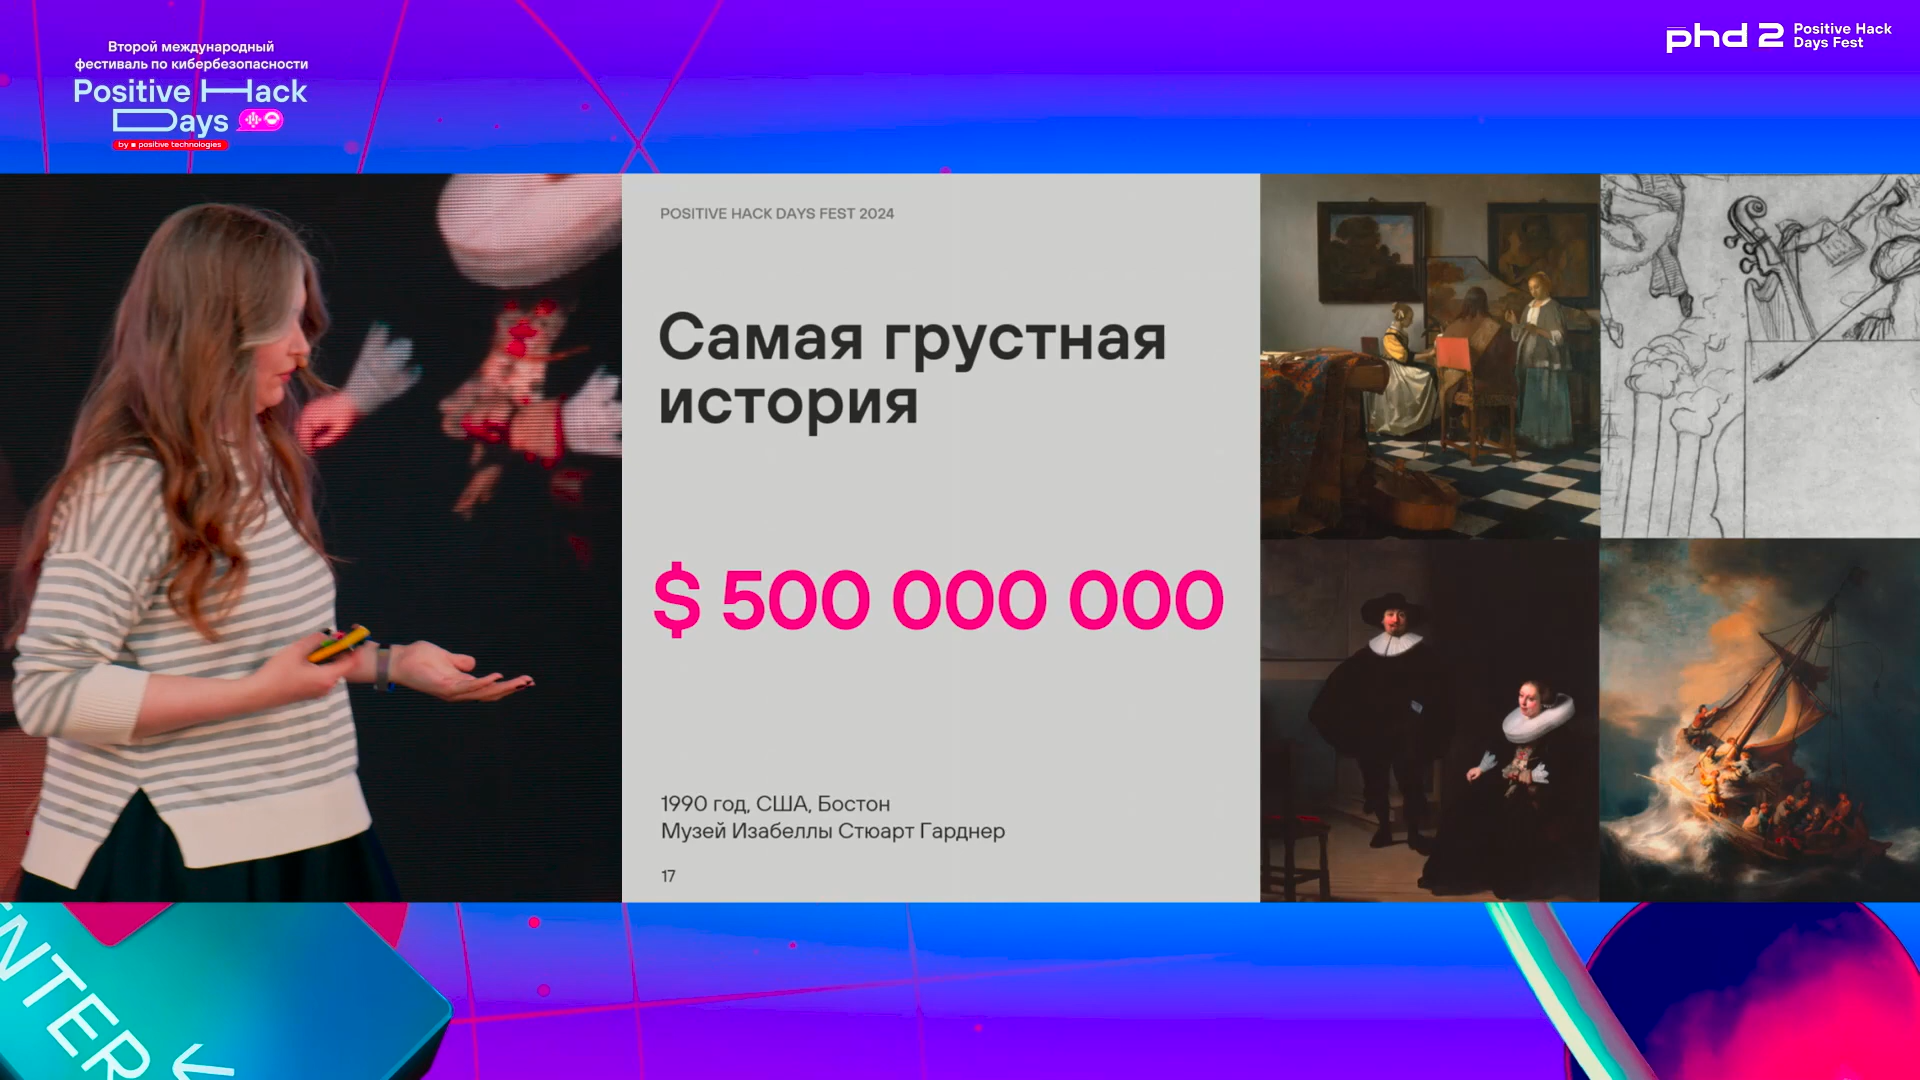 Второй международный
фестиваль по кибербезопасности
Positive Hack
Days
by positive technologies
phd 2
Positive Hack
Days Fest
POSITIVE HACK DAYS FEST 2024
Самая грустная
история
$ 500 000 000
1990 год, США, Бостон
Музей Изабеллы Стюарт Гарднер
17
ENTER